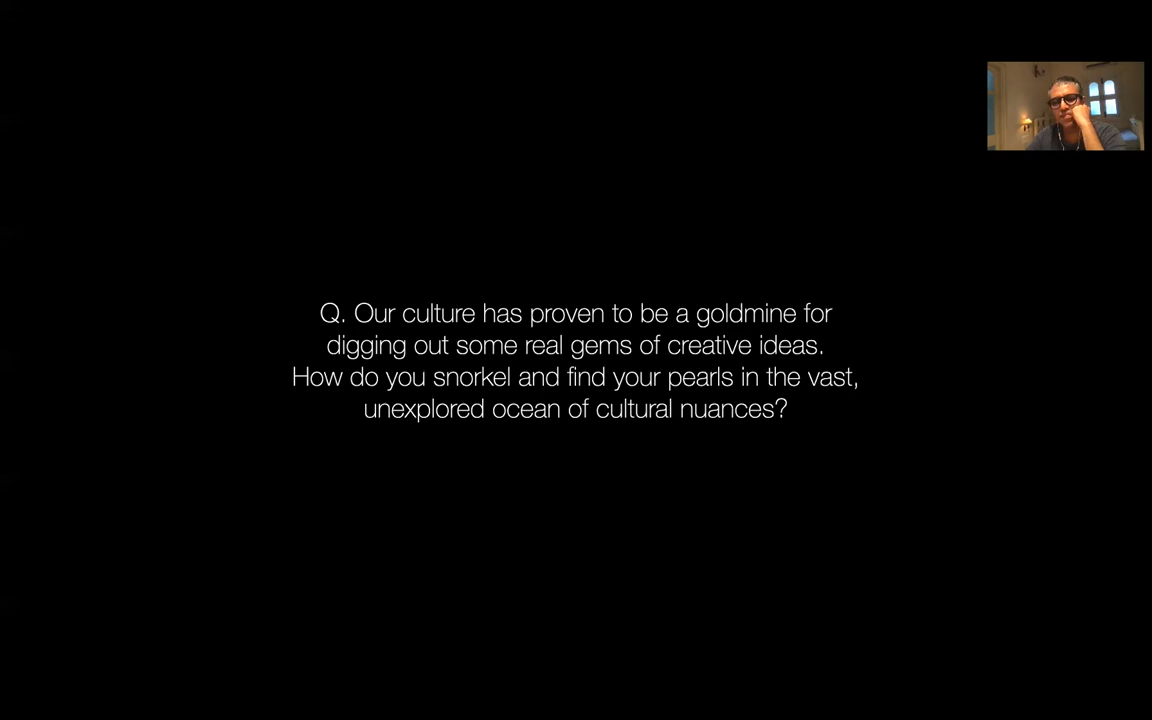 Q. Our culture has proven to be a goldmine for
digging out some real gems of creative ideas.
How do you snorkel and find your pearls in the vast,
unexplored ocean of cultural nuances?